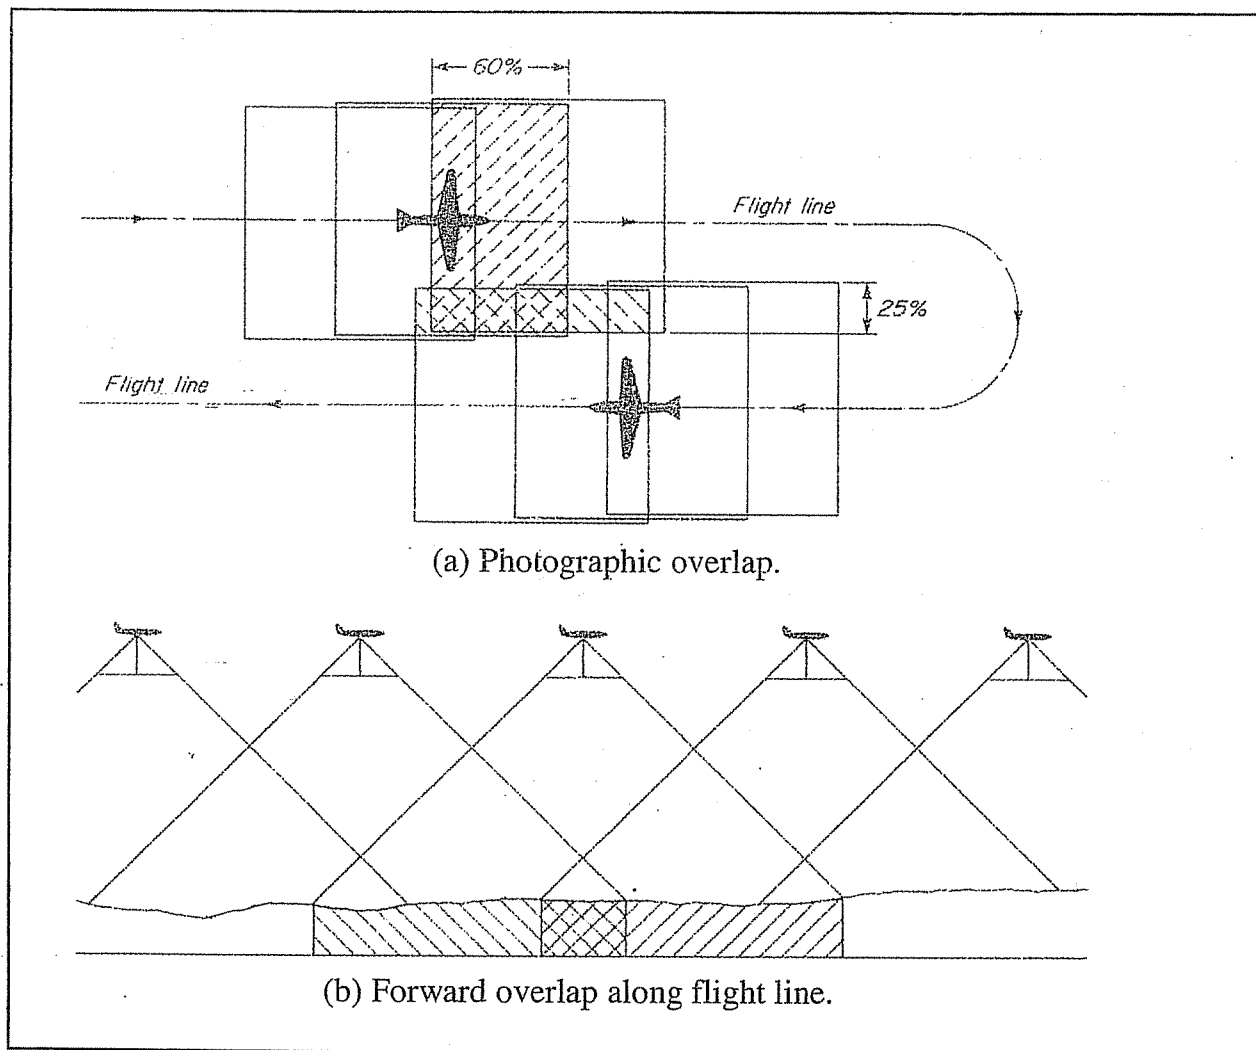 60%
Flight line
25%
Flight line
(a) Photographic overlap.
(b) Forward overlap along flight line.